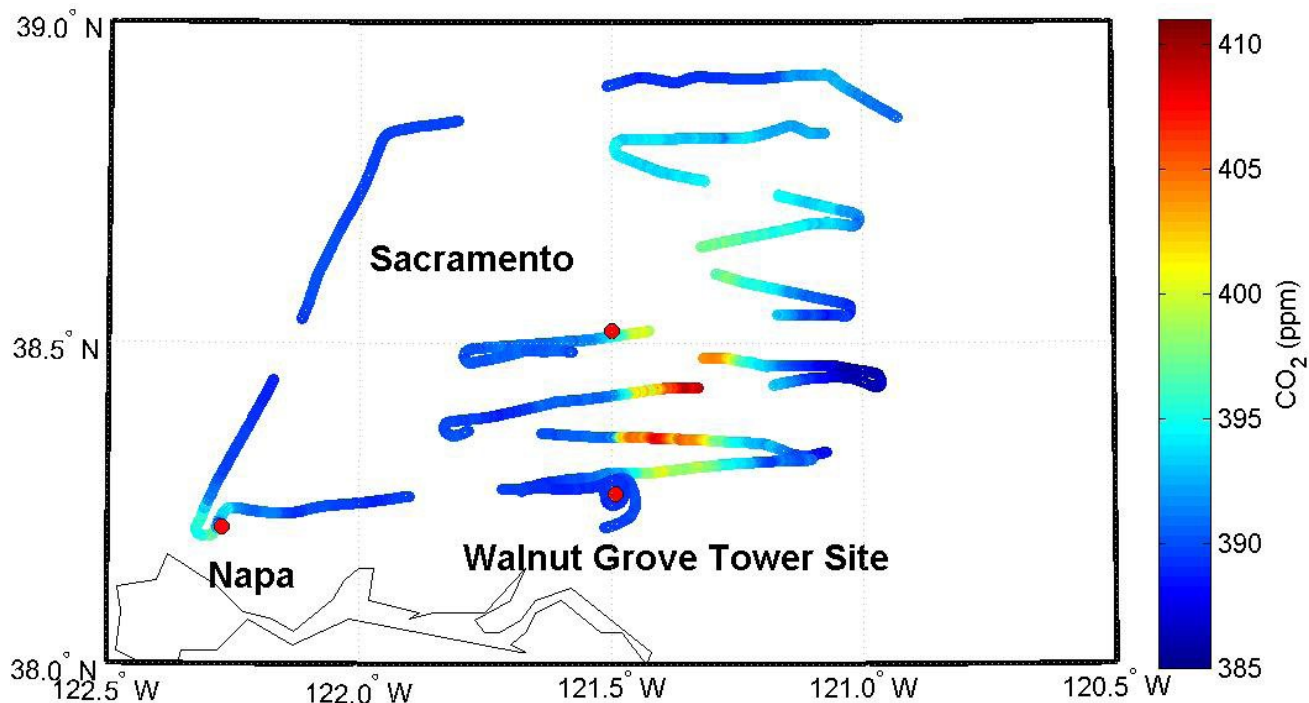 39.0° N
38.5° N
38.0° N
122.5° W
122.0° W
121.5° W
121.0° W
120.5° W
Sacramento
Walnut Grove Tower Site
Napa
410
405
400
395
390
385
CO₂ (ppm)